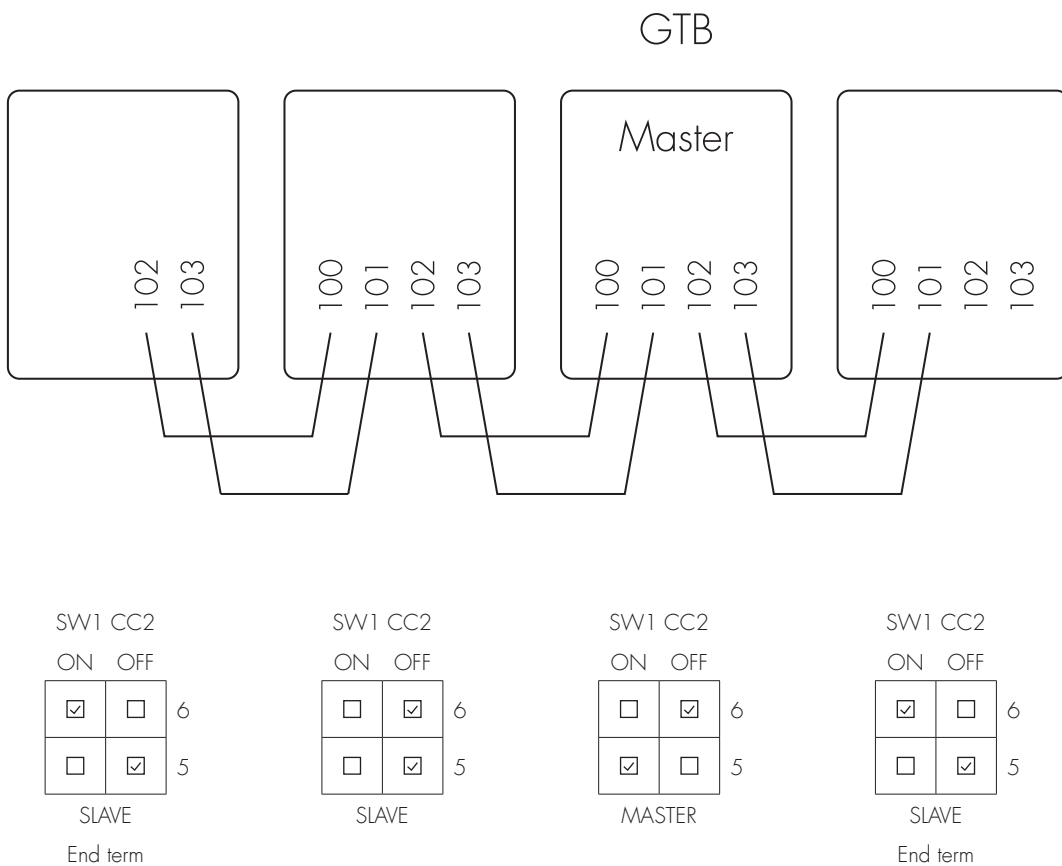 GTB
Master
102 103 100 101 102 103 100 101 102 103 100 101 102 103
SW1 CC2 SW1 CC2 SW1 CC2 SW1 CC2
ON OFF ON OFF ON OFF ON OFF
6 6 6 6
5 5 5 5
SLAVE SLAVE MASTER SLAVE
End term End term